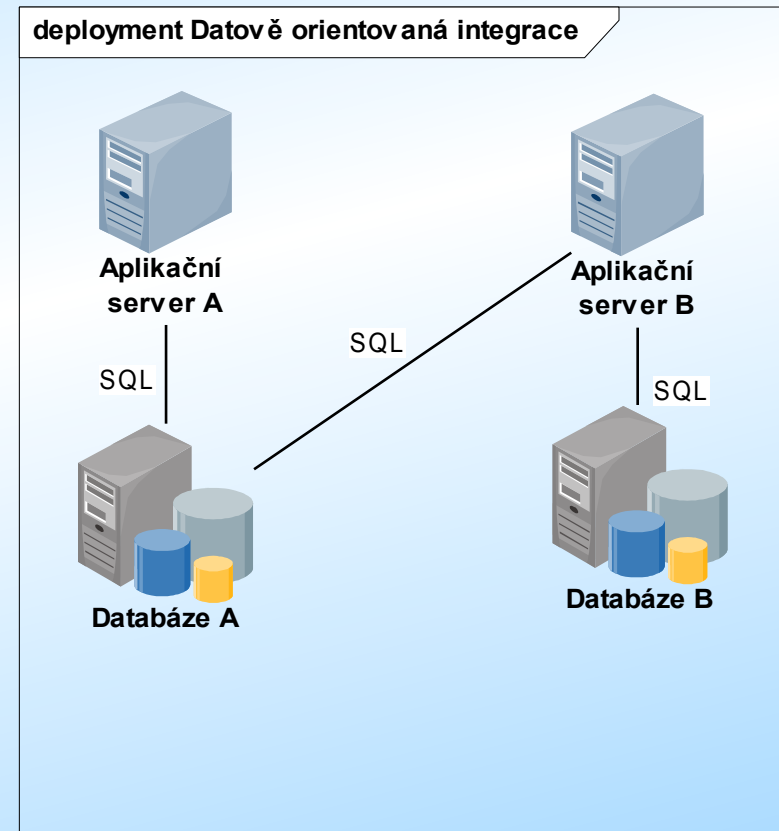 deployment Datově orientovaná integrace
Aplikační
server A
Aplikační
server B
SQL
SQL
SQL
Databáze A
Databáze B